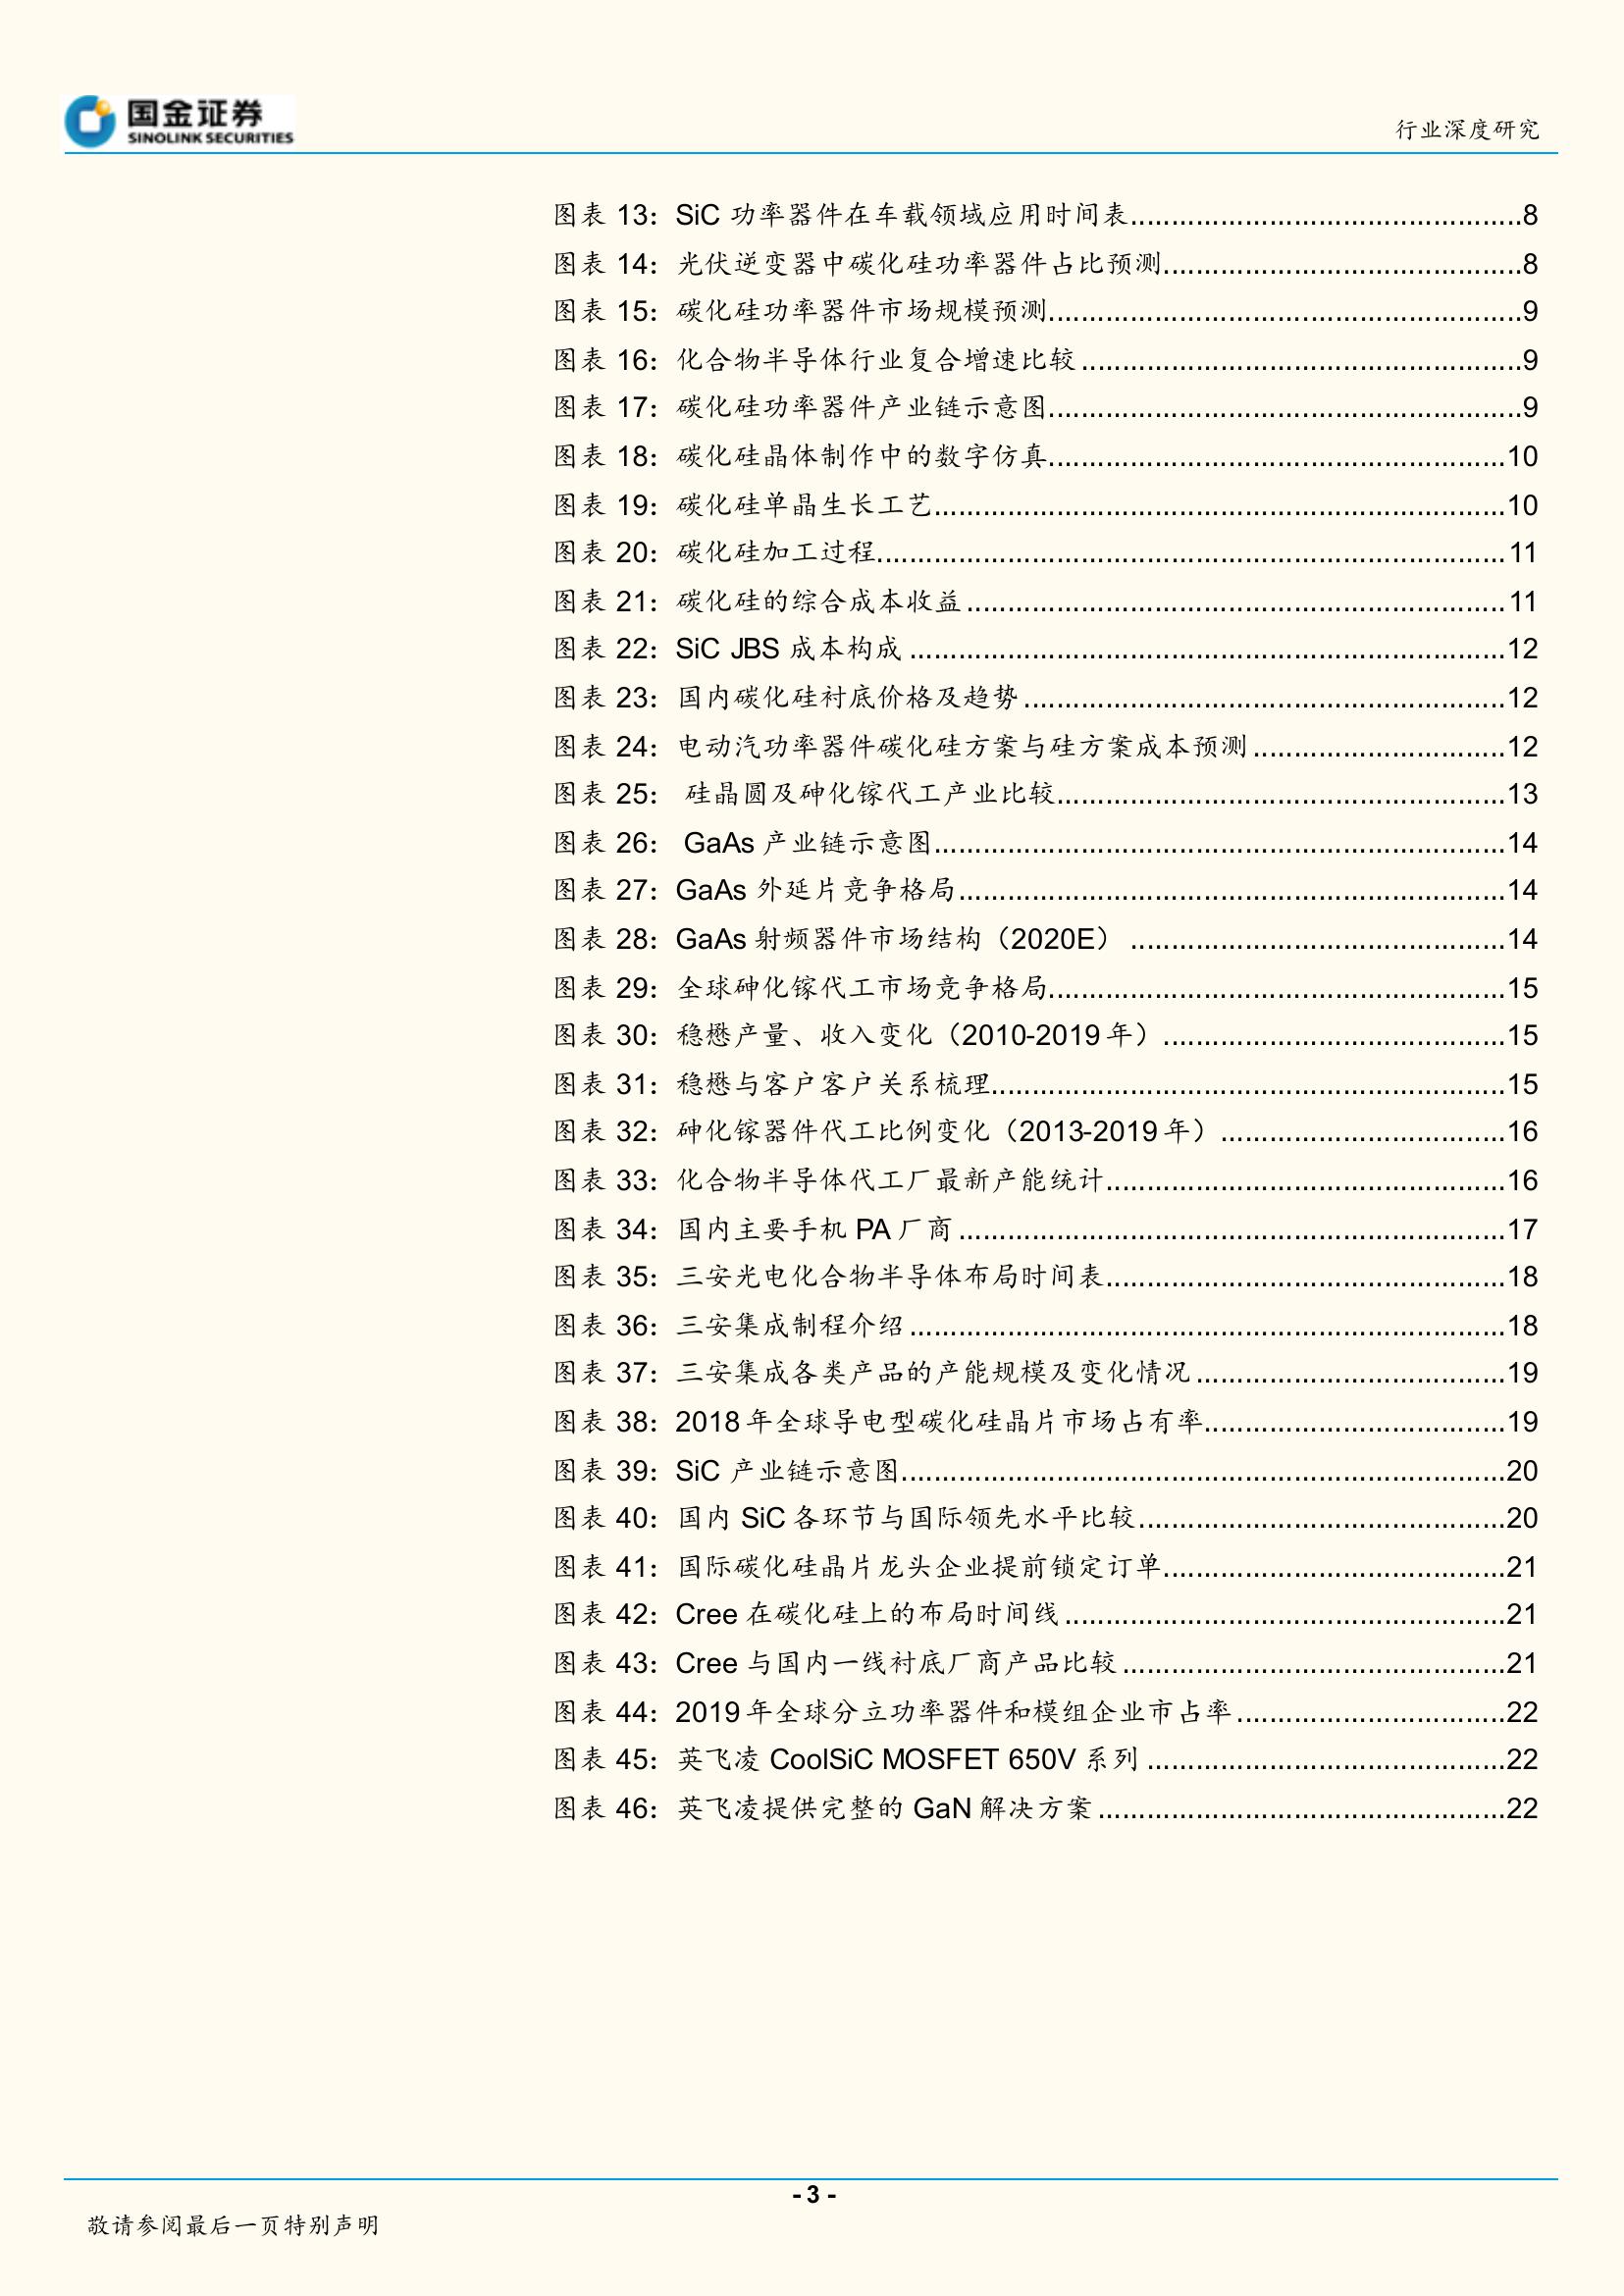 国金证券
SINOLINK SECURITIES
行业深度研究
图表 13：SiC 功率器件在车载领域应用时间表................................................8
图表 14：光伏逆变器中碳化硅功率器件占比预测............................................8
图表 15：碳化硅功率器件市场规模预测..........................................................9
图表 16：化合物半导体行业复合增速比较......................................................9
图表 17：碳化硅功率器件产业链示意图..........................................................9
图表 18：碳化硅晶体制作中的数字仿真........................................................10
图表 19：碳化硅单晶生长工艺......................................................................10
图表 20：碳化硅加工过程.............................................................................11
图表 21：碳化硅的综合成本收益..................................................................11
图表 22：SiC JBS 成本构成.........................................................................12
图表 23：国内碳化硅衬底价格及趋势...........................................................12
图表 24：电动汽功率器件碳化硅方案与硅方案成本预测...............................12
图表 25： 硅晶圆及砷化镓代工产业比较.......................................................13
图表 26： GaAs 产业链示意图......................................................................14
图表 27：GaAs 外延片竞争格局...................................................................14
图表 28：GaAs 射频器件市场结构（2020E）..............................................14
图表 29：全球砷化镓代工市场竞争格局........................................................15
图表 30：稳懋产量、收入变化（2010-2019 年）..........................................15
图表 31：稳懋与客户客户关系梳理...............................................................15
图表 32：砷化镓器件代工比例变化（2013-2019 年）...................................16
图表 33：化合物半导体代工厂最新产能统计.................................................16
图表 34：国内主要手机 PA 厂商...................................................................17
图表 35：三安光电化合物半导体布局时间表.................................................18
图表 36：三安集成制程介绍.........................................................................18
图表 37：三安集成各类产品的产能规模及变化情况......................................19
图表 38：2018 年全球导电型碳化硅晶片市场占有率.....................................19
图表 39：SiC 产业链示意图..........................................................................20
图表 40：国内 SiC 各环节与国际领先水平比较.............................................20
图表 41：国际碳化硅晶片龙头企业提前锁定订单..........................................21
图表 42：Cree 在碳化硅上的布局时间线......................................................21
图表 43：Cree 与国内一线衬底厂商产品比较...............................................21
图表 44：2019 年全球分立功率器件和模组企业市占率.................................22
图表 45：英飞凌 CoolSiC MOSFET 650V 系列............................................22
图表 46：英飞凌提供完整的 GaN 解决方案..................................................22
- 3 -
敬请参阅最后一页特别声明